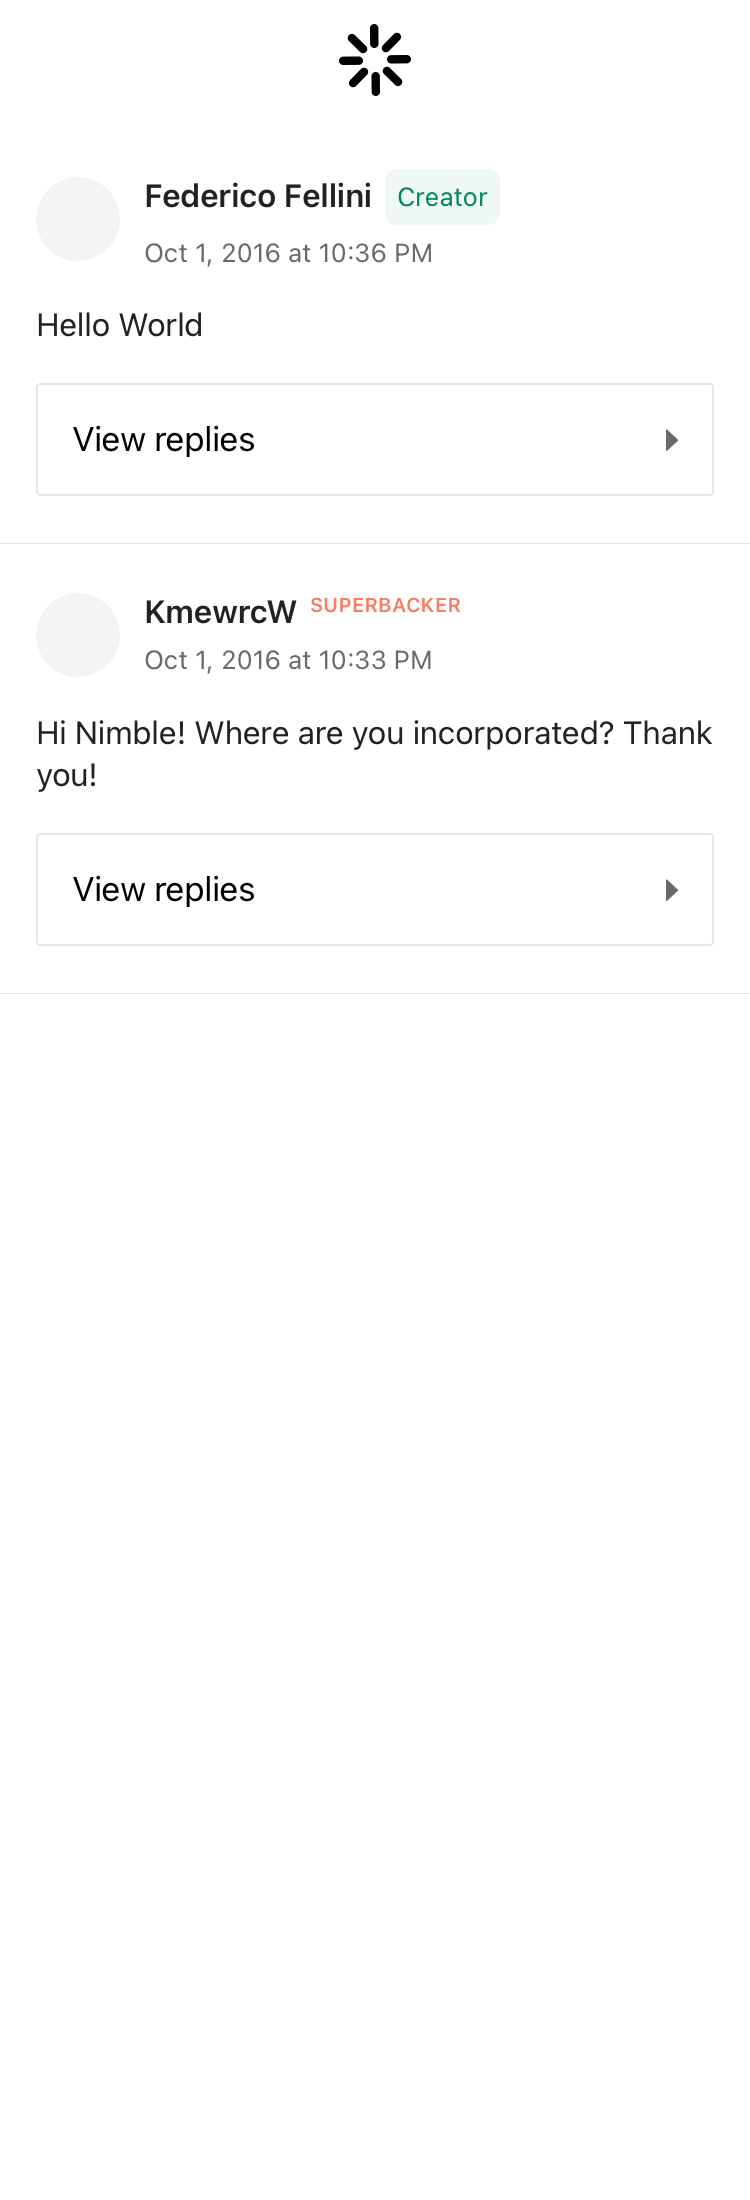 Federico Fellini Creator
Oct 1, 2016 at 10:36 PM
Hello World
View replies
KmewrcW SUPERBACKER
Oct 1, 2016 at 10:33 PM
Hi Nimble! Where are you incorporated? Thank
you!
View replies